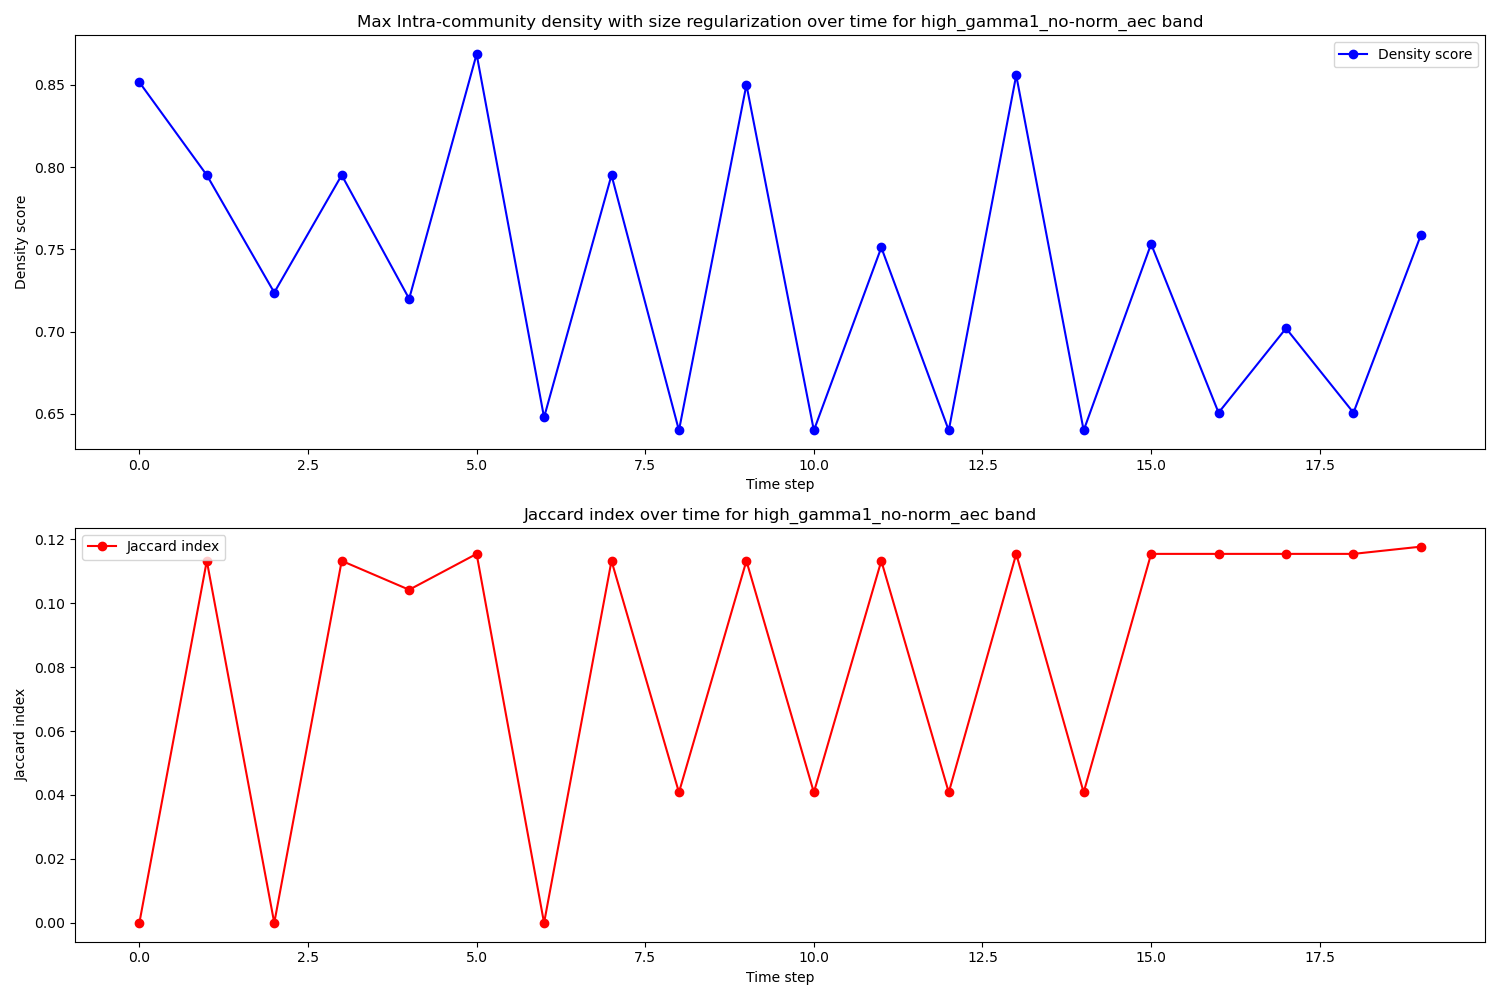 Max Intra-community density with size regularization over time for high_gamma1_no-norm_aec band
Density score
0.85
0.80
0.75
0.70
0.65
Density score
0.0 2.5 5.0 7.5 10.0 12.5 15.0 17.5
Time step
Jaccard index over time for high_gamma1_no-norm_aec band
Jaccard index
0.12
0.10
0.08
0.06
0.04
0.02
0.00
Jaccard index
0.0 2.5 5.0 7.5 10.0 12.5 15.0 17.5
Time step